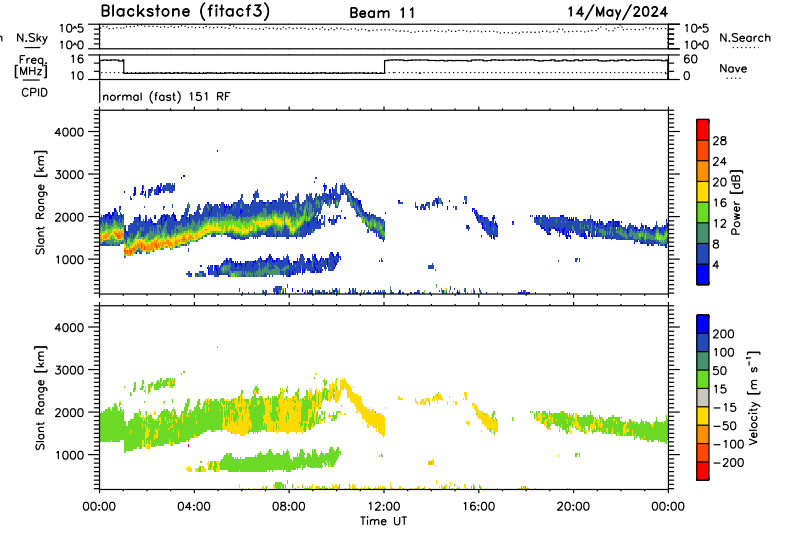 Blackstone (fitacf3) Beam 11 14/May/2024
N.Sky 10^5 10^5 N.Search
10^0 10^0
Freq. [MHz] 16 60 Nave
10 0
CPID normal (fast) 151 RF
Slant Range [km]
4000
3000
2000
1000
28
24
20
16
12
8
4
Power [dB]
Slant Range [km]
4000
3000
2000
1000
200
100
50
15
−15
−50
−100
−200
Velocity [m s⁻¹]
00:00 04:00 08:00 12:00 16:00 20:00 00:00
Time UT